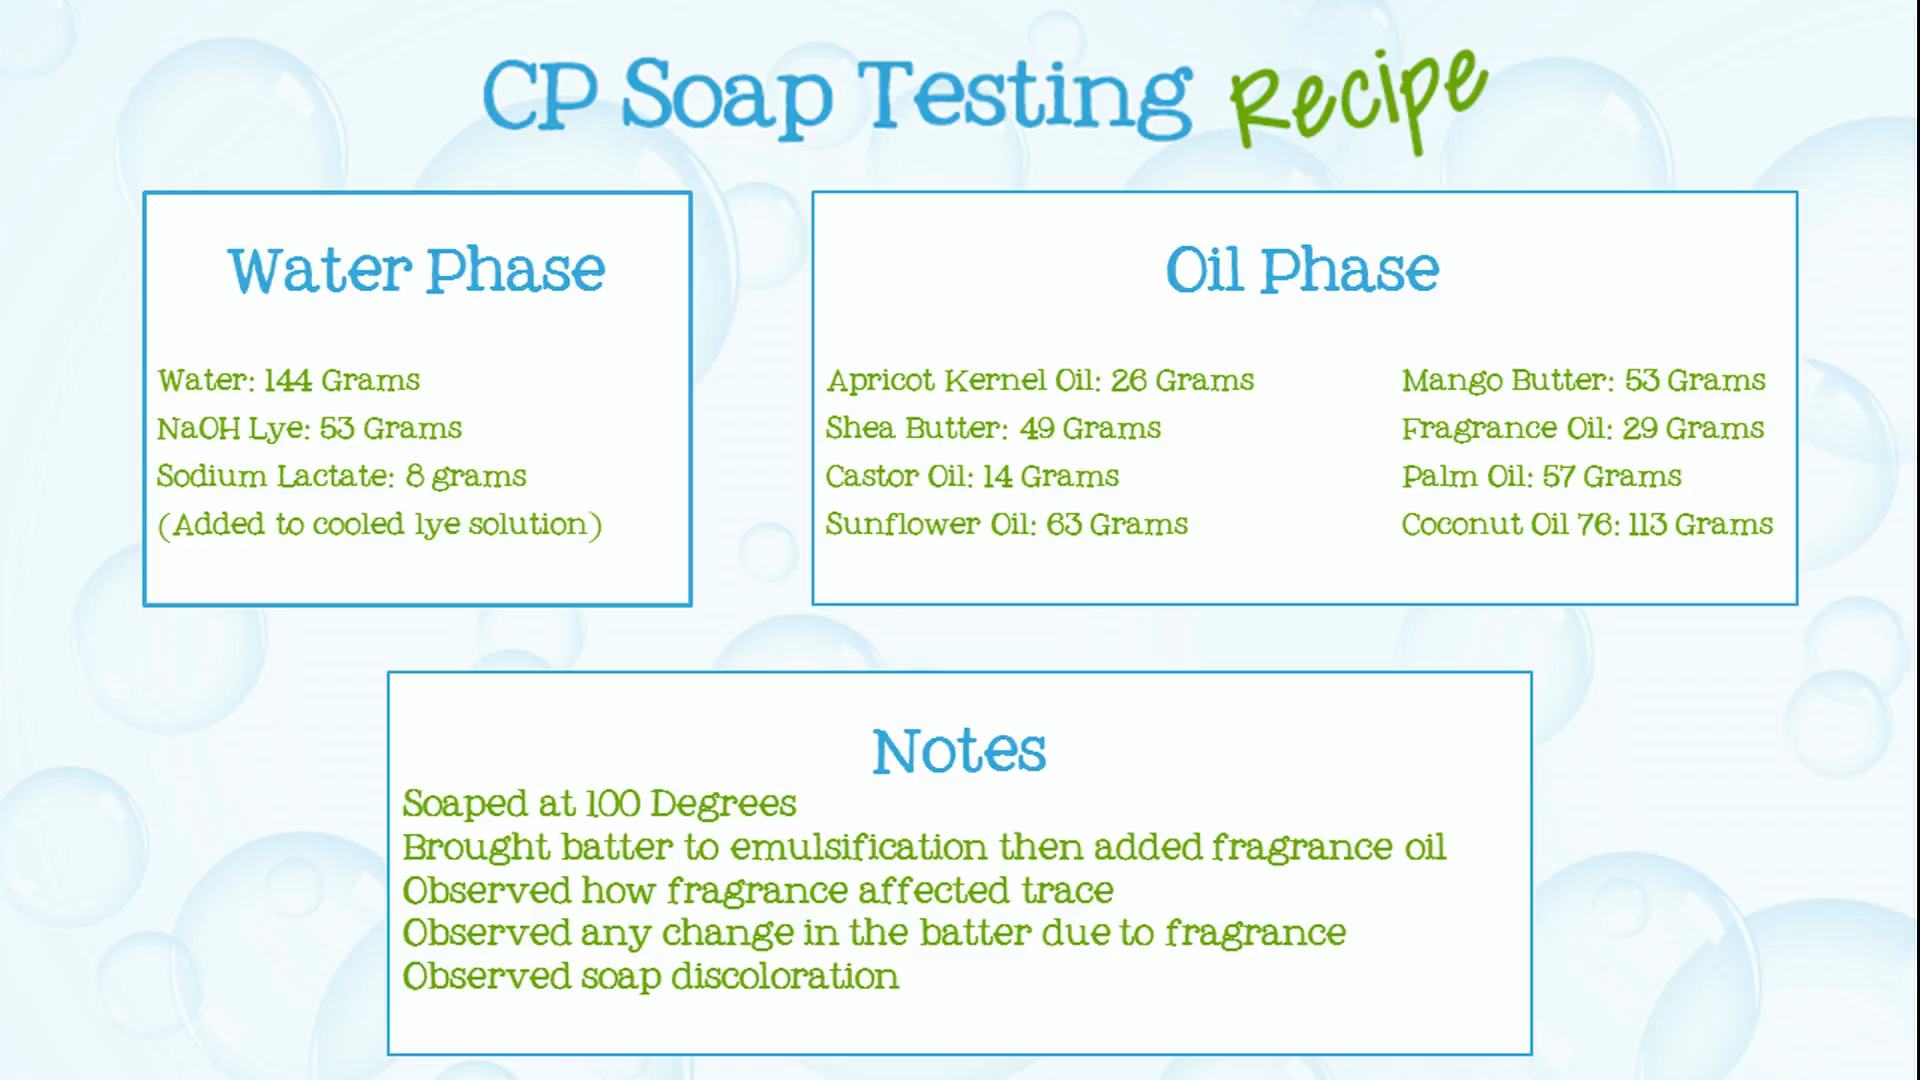 CP Soap Testing Recipe
Water Phase
Water: 144 Grams
NaOH Lye: 53 Grams
Sodium Lactate: 8 grams
(Added to cooled lye solution)
Oil Phase
Apricot Kernel Oil: 26 Grams
Shea Butter: 49 Grams
Castor Oil: 14 Grams
Sunflower Oil: 63 Grams
Mango Butter: 53 Grams
Fragrance Oil: 29 Grams
Palm Oil: 57 Grams
Coconut Oil 76: 113 Grams
Notes
Soaped at 100 Degrees
Brought batter to emulsification then added fragrance oil
Observed how fragrance affected trace
Observed any change in the batter due to fragrance
Observed soap discoloration